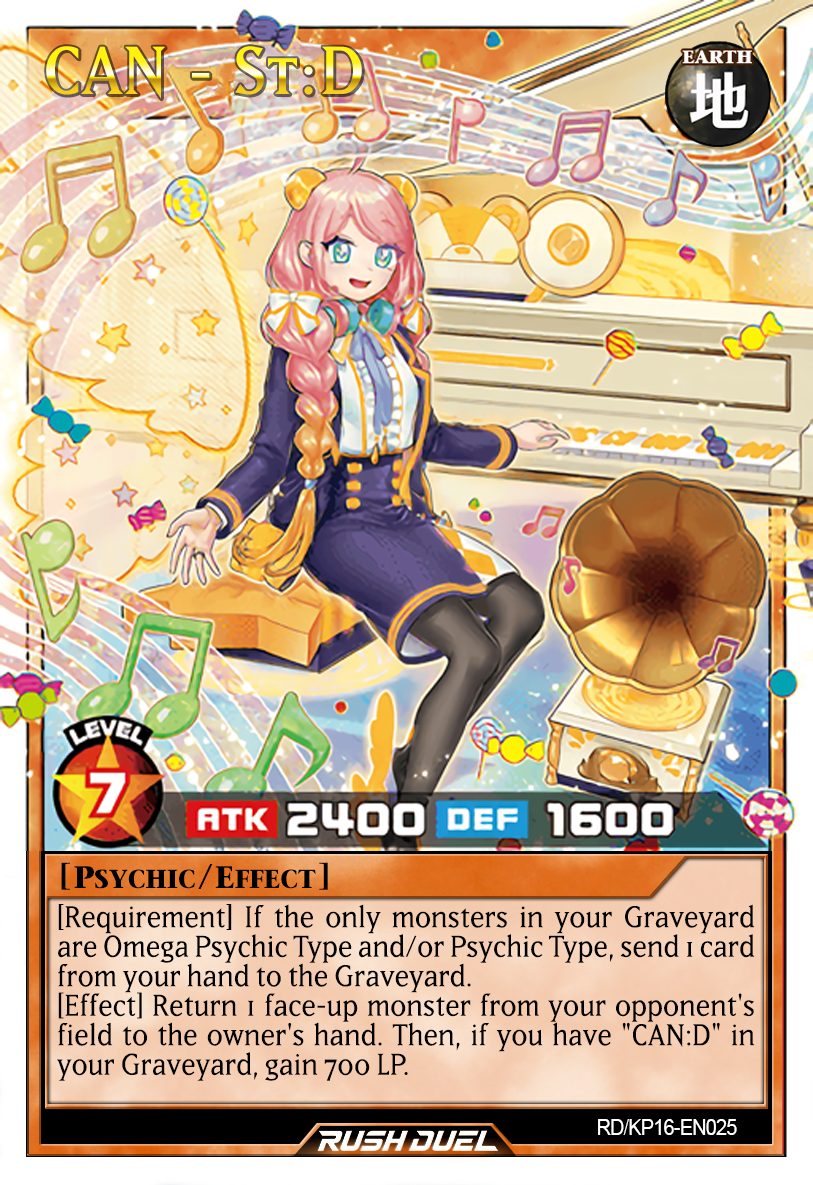 CAN - St:D
EARTH
地
LEVEL
7
ATK 2400 DEF 1600
[Psychic/Effect]
[Requirement] If the only monsters in your Graveyard
are Omega Psychic Type and/or Psychic Type, send 1 card
from your hand to the Graveyard.
[Effect] Return 1 face-up monster from your opponent's
field to the owner's hand. Then, if you have "CAN:D" in
your Graveyard, gain 700 LP.
RD/KP16-EN025
RUSH DUEL